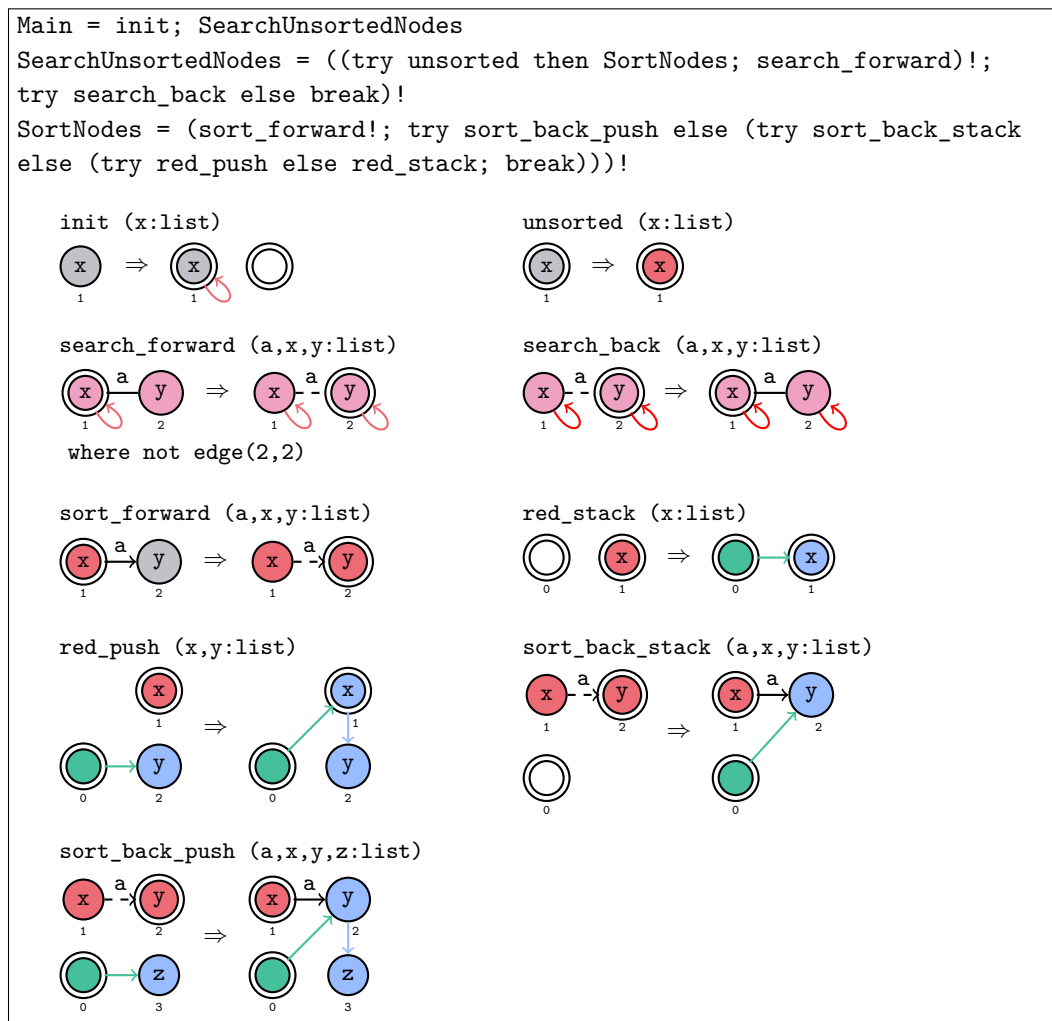 Main = init; SearchUnsortedNodes
SearchUnsortedNodes = ((try unsorted then SortNodes; search_forward)!;
try search_back else break)!
SortNodes = (sort_forward!; try sort_back_push else (try sort_back_stack
else (try red_push else red_stack; break)))!
init (x:list)
x ⇒ x
1 1
unsorted (x:list)
x ⇒ x
1 1
search_forward (a,x,y:list)
x a y ⇒ x a y
1 2 1 2
where not edge(2,2)
search_back (a,x,y:list)
x a y ⇒ x a y
1 2 1 2
sort_forward (a,x,y:list)
x a y ⇒ x a y
1 2 1 2
red_stack (x:list)
x ⇒ x
0 1 0 1
red_push (x,y:list)
x x
1 ⇒ 1
y y
0 2 0 2
sort_back_stack (a,x,y:list)
x a y x a y
1 2 ⇒ 1 2
0 0
sort_back_push (a,x,y,z:list)
x a y x a y
1 2 ⇒ 1 2
z z
0 3 0 3